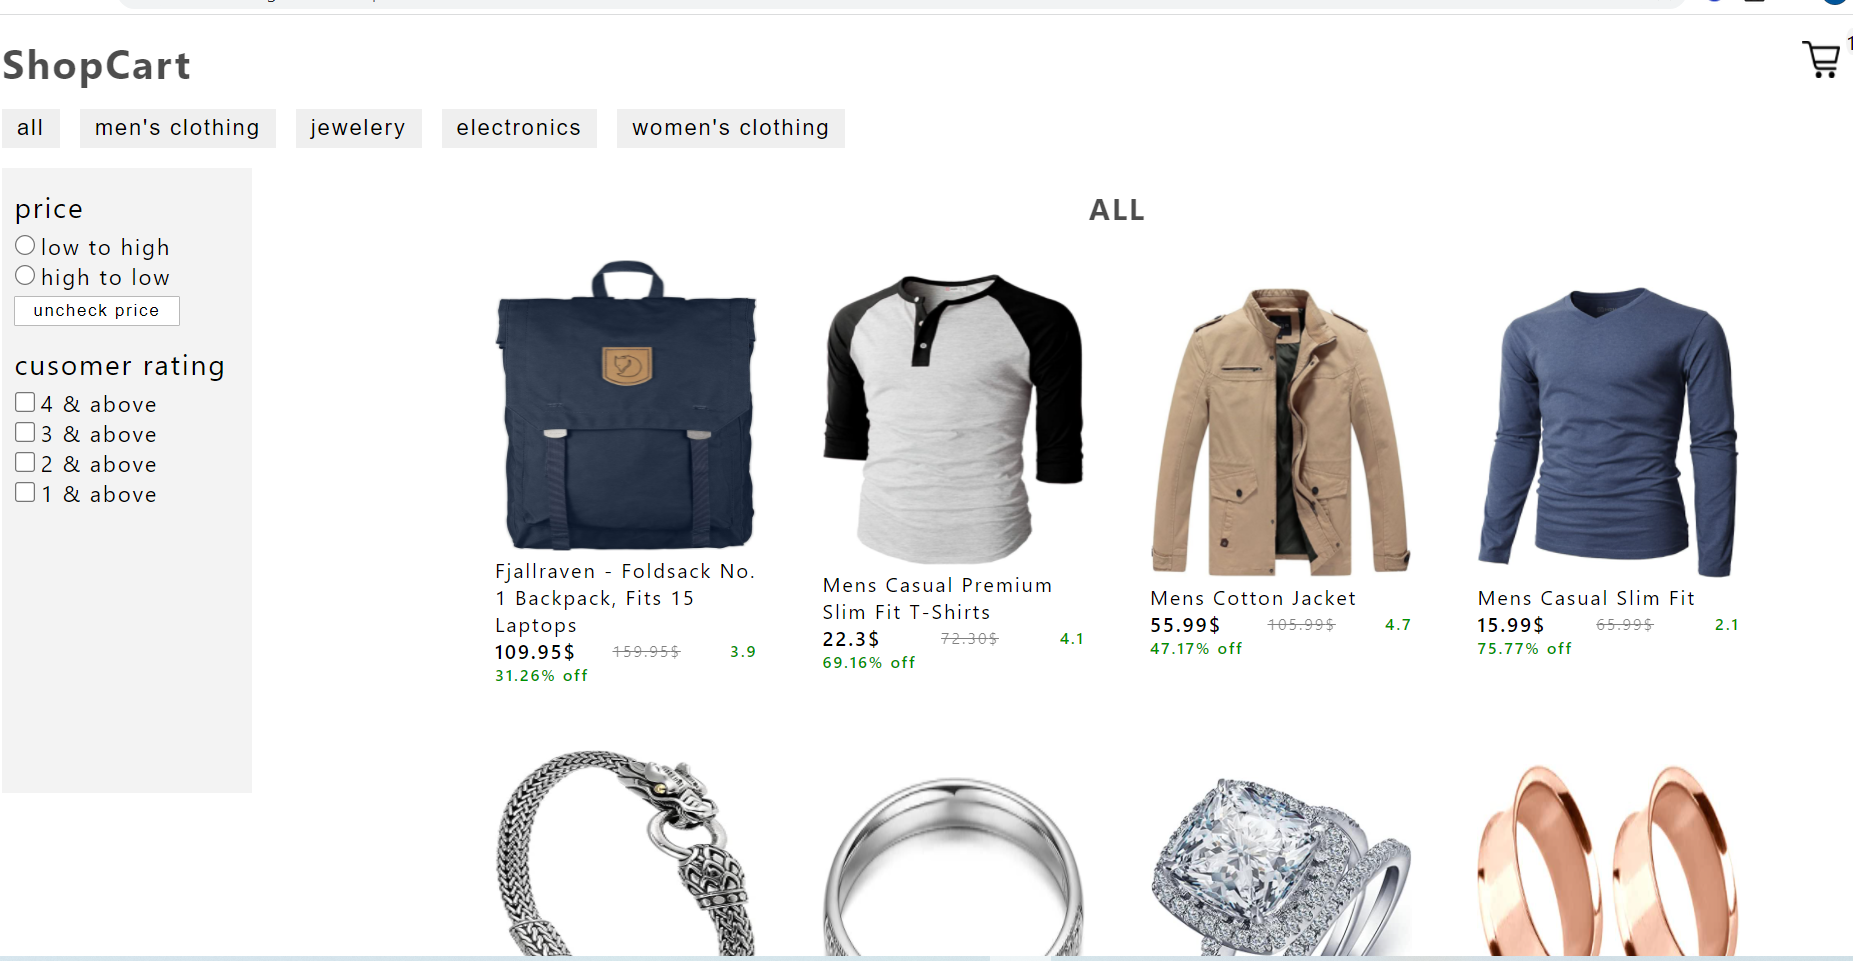 ShopCart
1
all men's clothing jewelery electronics women's clothing
price
low to high
high to low
uncheck price
cusomer rating
4 & above
3 & above
2 & above
1 & above
ALL
Fjallraven - Foldsack No.
1 Backpack, Fits 15
Laptops
109.95$ 159.95$ 3.9
31.26% off
Mens Casual Premium
Slim Fit T-Shirts
22.3$ 72.30$ 4.1
69.16% off
Mens Cotton Jacket
55.99$ 105.99$ 4.7
47.17% off
Mens Casual Slim Fit
15.99$ 65.99$ 2.1
75.77% off